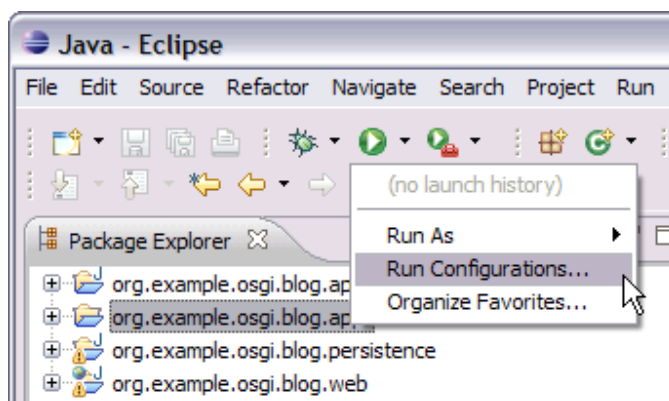 Java - Eclipse
File Edit Source Refactor Navigate Search Project Run
(no launch history)
Run As
Run Configurations...
Organize Favorites...
Package Explorer
org.example.osgi.blog.ap
org.example.osgi.blog.ap
org.example.osgi.blog.persistence
org.example.osgi.blog.web